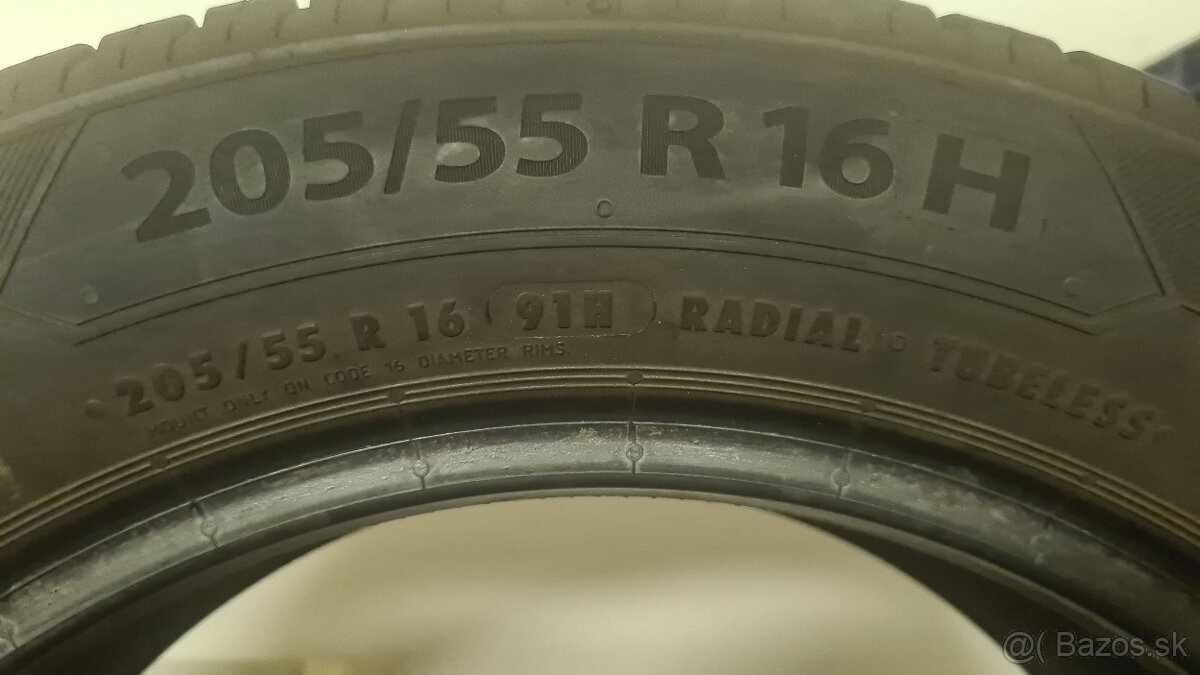 205/55 R 16 H
205/55 R 16 91H RADIAL TUBELESS
MOUNT ONLY ON CODE 16 DIAMETER RIMS.
@( Bazos.sk